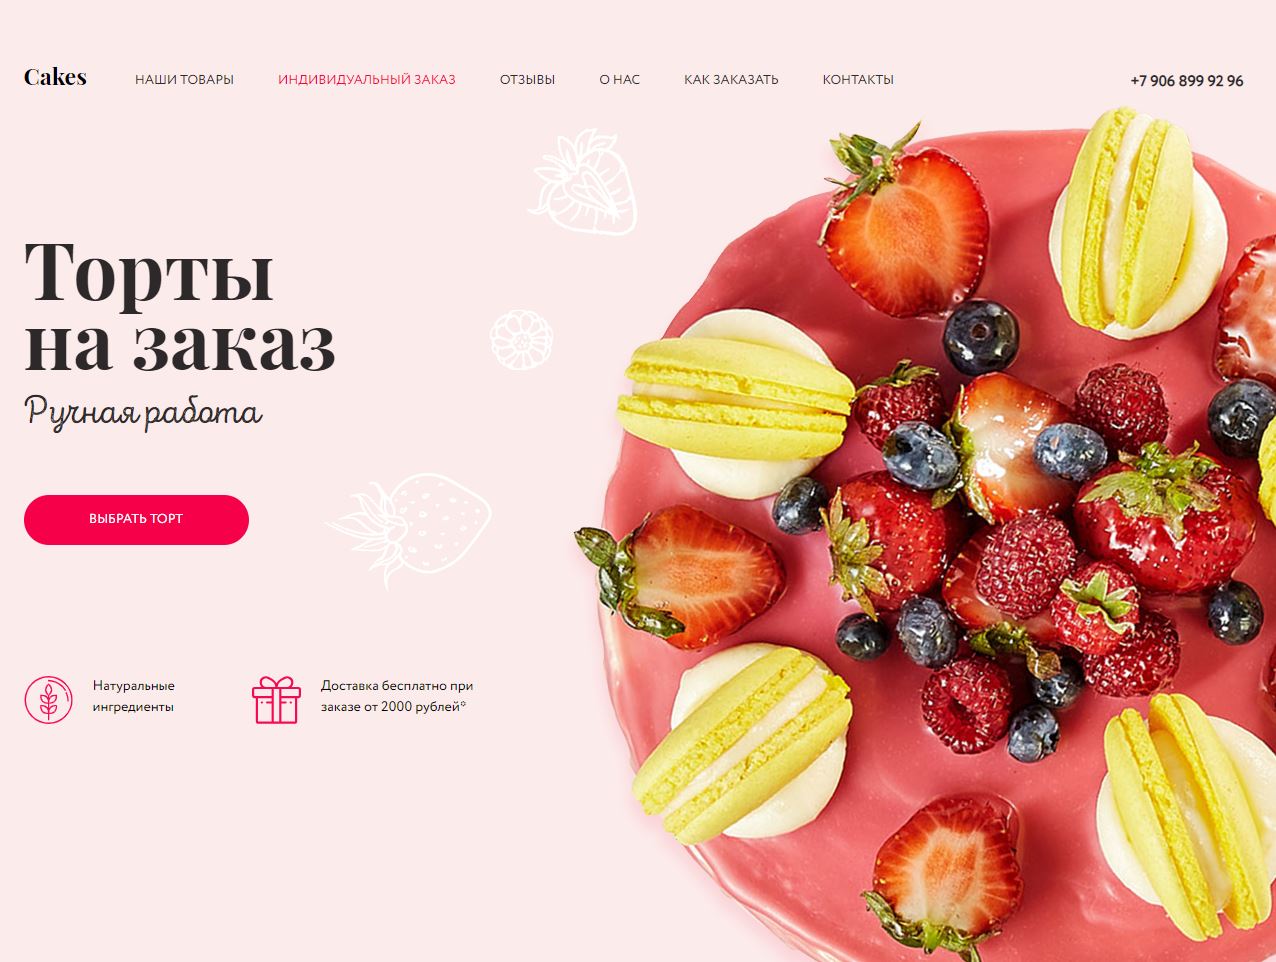 Cakes НАШИ ТОВАРЫ ИНДИВИДУАЛЬНЫЙ ЗАКАЗ ОТЗЫВЫ О НАС КАК ЗАКАЗАТЬ КОНТАКТЫ +7 906 899 92 96
Торты
на заказ
Ручная работа
ВЫБРАТЬ ТОРТ
Натуральные
ингредиенты
Доставка бесплатно при
заказе от 2000 рублей*